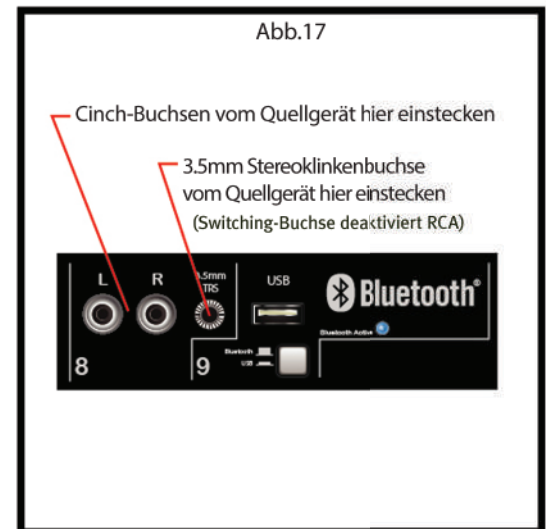 Abb.17
Cinch-Buchsen vom Quellgerät hier einstecken
3.5mm Stereoklinkenbuchse
vom Quellgerät hier einstecken
(Switching-Buchse deaktiviert RCA)
L R 3.5mm USB Bluetooth®
TRS
Bluetooth Active
Bluetooth
USB
8 9